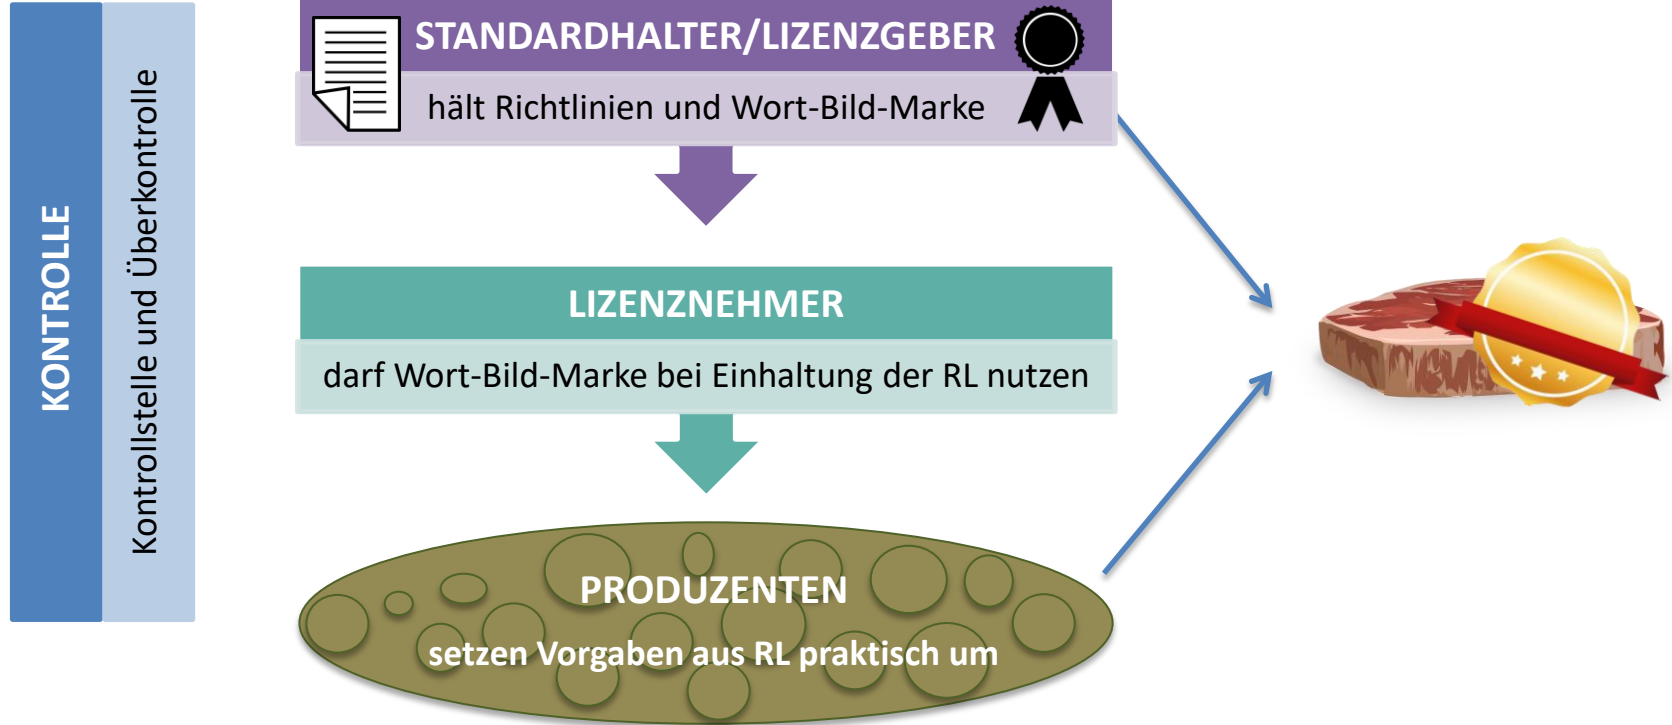 KONTROLLE
Kontrollstelle und Überkontrolle
STANDARDHALTER/LIZENZGEBER
hält Richtlinien und Wort-Bild-Marke
LIZENZNEHMER
darf Wort-Bild-Marke bei Einhaltung der RL nutzen
PRODUZENTEN
setzen Vorgaben aus RL praktisch um